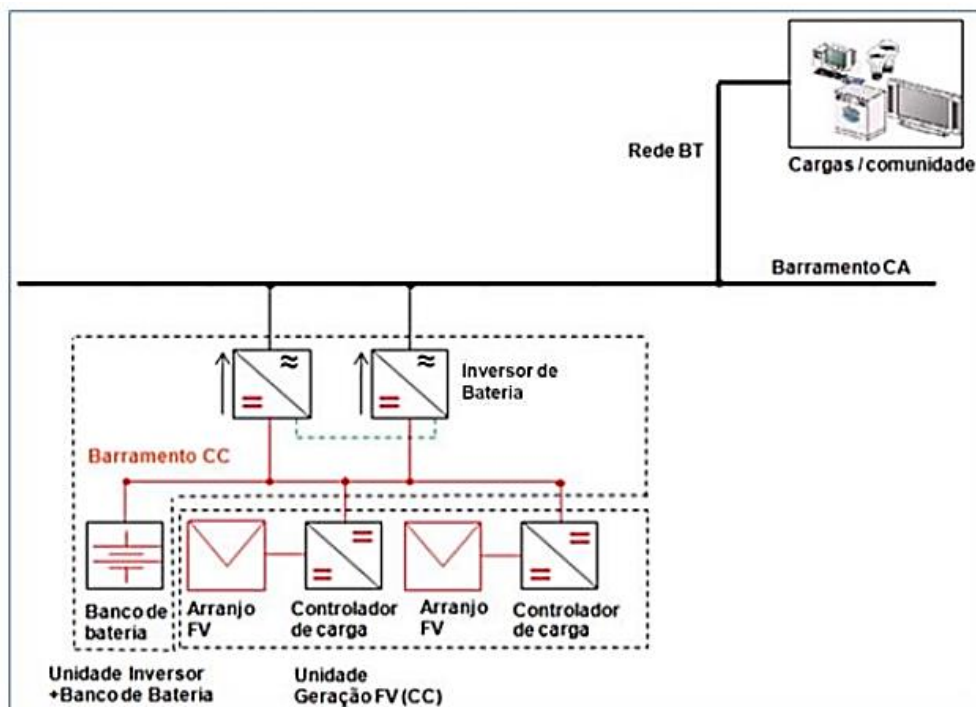 Rede BT
Cargas / comunidade
Barramento CA
Inversor de
Bateria
Barramento CC
Banco de
bateria
Arranjo
FV
Controlador
de carga
Arranjo
FV
Controlador
de carga
Unidade Inversor
+Banco de Bateria
Unidade
Geração FV (CC)